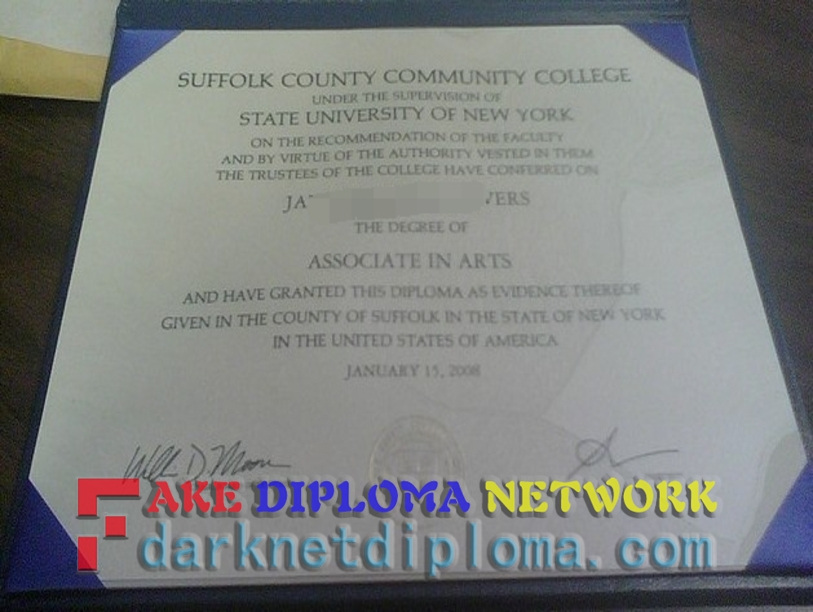 SUFFOLK COUNTY COMMUNITY COLLEGE
UNDER THE SUPERVISION OF
STATE UNIVERSITY OF NEW YORK
ON THE RECOMMENDATION OF THE FACULTY
AND BY VIRTUE OF THE AUTHORITY VESTED IN THEM
THE TRUSTEES OF THE COLLEGE HAVE CONFERRED ON
THE DEGREE OF
ASSOCIATE IN ARTS
AND HAVE GRANTED THIS DIPLOMA AS EVIDENCE THEREOF
GIVEN IN THE COUNTY OF SUFFOLK IN THE STATE OF NEW YORK
IN THE UNITED STATES OF AMERICA
JANUARY 15, 2008
FAKE DIPLOMA NETWORK
darknetdiploma.com